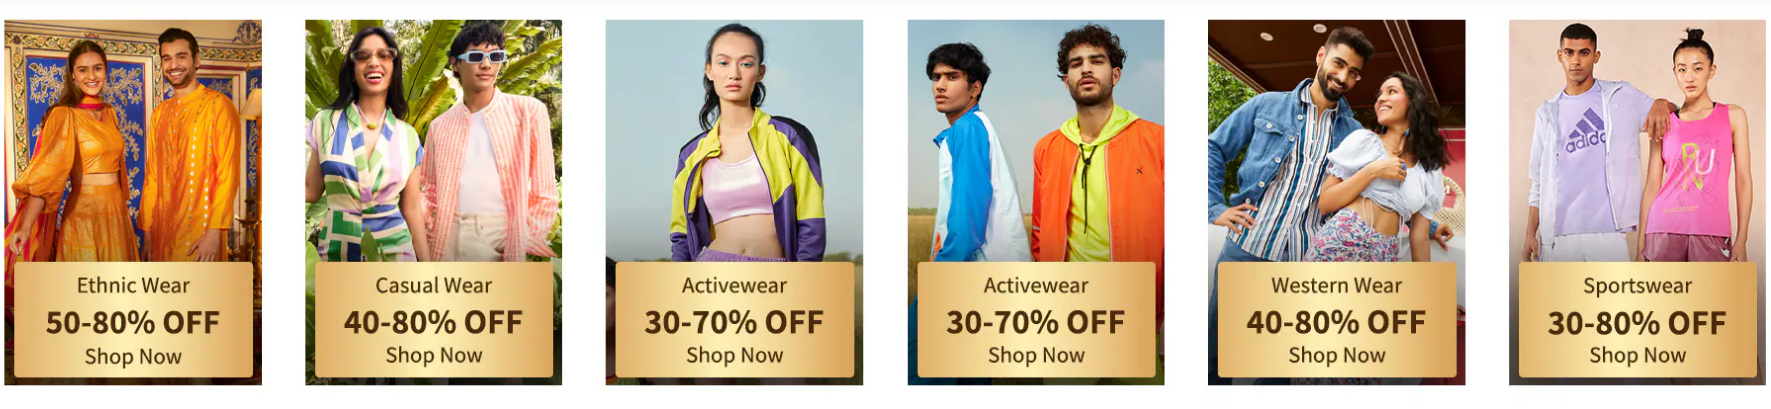 Ethnic Wear
50-80% OFF
Shop Now
Casual Wear
40-80% OFF
Shop Now
Activewear
30-70% OFF
Shop Now
Activewear
30-70% OFF
Shop Now
Western Wear
40-80% OFF
Shop Now
adidas
RUN
Sportswear
30-80% OFF
Shop Now